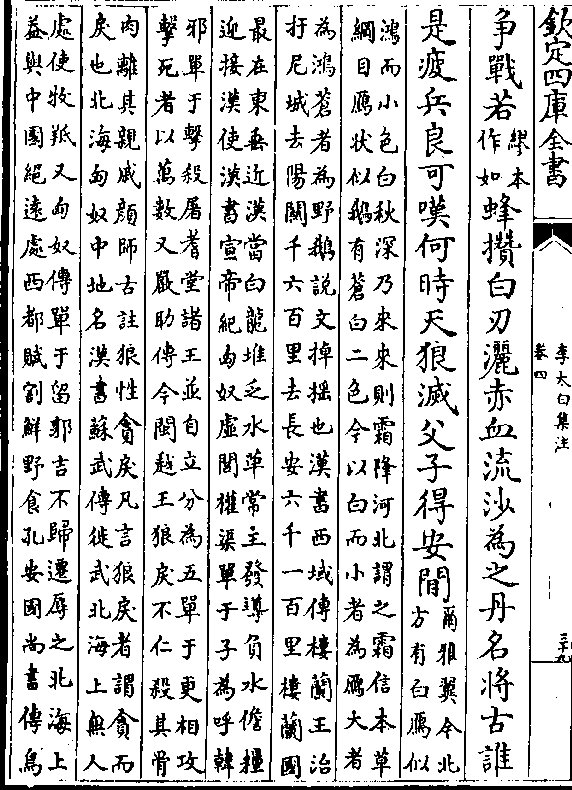 欽定四庫全書
李太白集注
卷四
三十九
争戰若繆本作如蜂攅白刃灑赤血流沙為之丹名將古誰
是疲兵良可嘆何時天狼滅父子得安閒爾雅翼今北方有白鴈似
鴻而小色白秋深乃來來則霜降河北謂之霜信本草
綱目鴈状似鵝有蒼白二色今以白而小者為鴈大者
為鴻蒼者為野鵝說文掉揺也漢書西域傳樓蘭王治
扜尼城去陽關千六百里去長安六千一百里樓蘭國
最在東垂近漢當白龍堆乏水草常主發導負水儋糧
迎接漢使漢書宣帝紀匈奴虚閭權渠單于子為呼韓
邪單于擊殺屠耆堂諸王並自立分為五單于更相攻
擊死者以萬數又嚴助傳今閩越王狼戾不仁殺其骨
肉離其親戚顔師古註狼性貪戾凡言狼戾者謂貪而
戾也北海匈奴中地名漢書蘇武傳徙武北海上無人
處使牧羝又匈奴傳單于留郭吉不歸遷辱之北海上
益與中國絶遠處西都賦割鮮野食孔安國尚書傳鳥